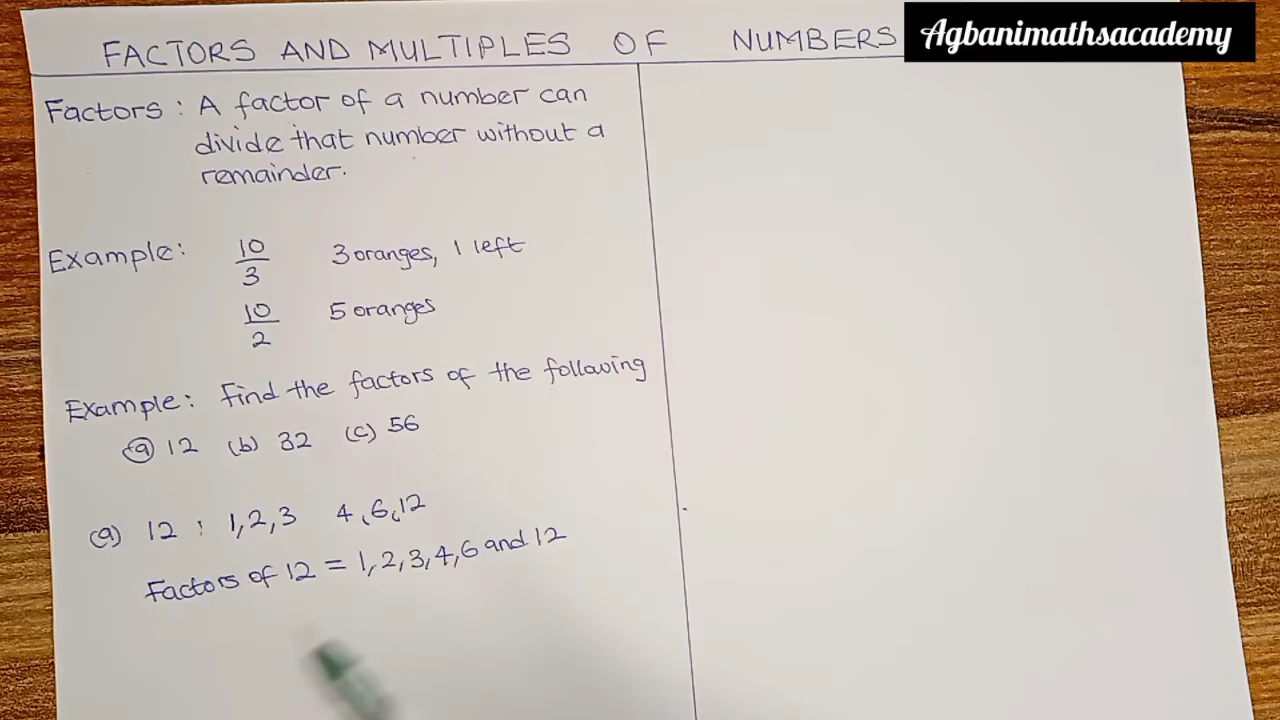 FACTORS AND MULTIPLES OF NUMBERS
Agbanimathsacademy
Factors : A factor of a number can
divide that number without a
remainder.
Example: 10/3 3 oranges, 1 left
10/2 5 oranges
Example: Find the factors of the following
(a) 12 (b) 32 (c) 56
(a) 12 : 1, 2, 3 4, 6, 12
Factors of 12 = 1, 2, 3, 4, 6 and 12